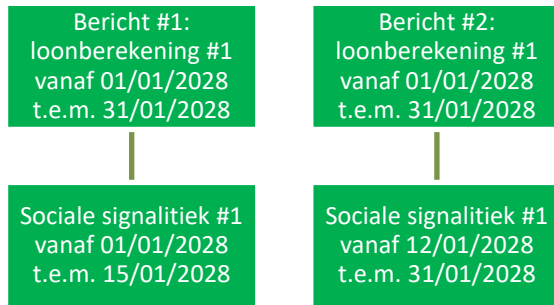 Bericht #1:
loonberekening #1
vanaf 01/01/2028
t.e.m. 31/01/2028
Bericht #2:
loonberekening #1
vanaf 01/01/2028
t.e.m. 31/01/2028
Sociale signalitiek #1
vanaf 01/01/2028
t.e.m. 15/01/2028
Sociale signalitiek #1
vanaf 12/01/2028
t.e.m. 31/01/2028